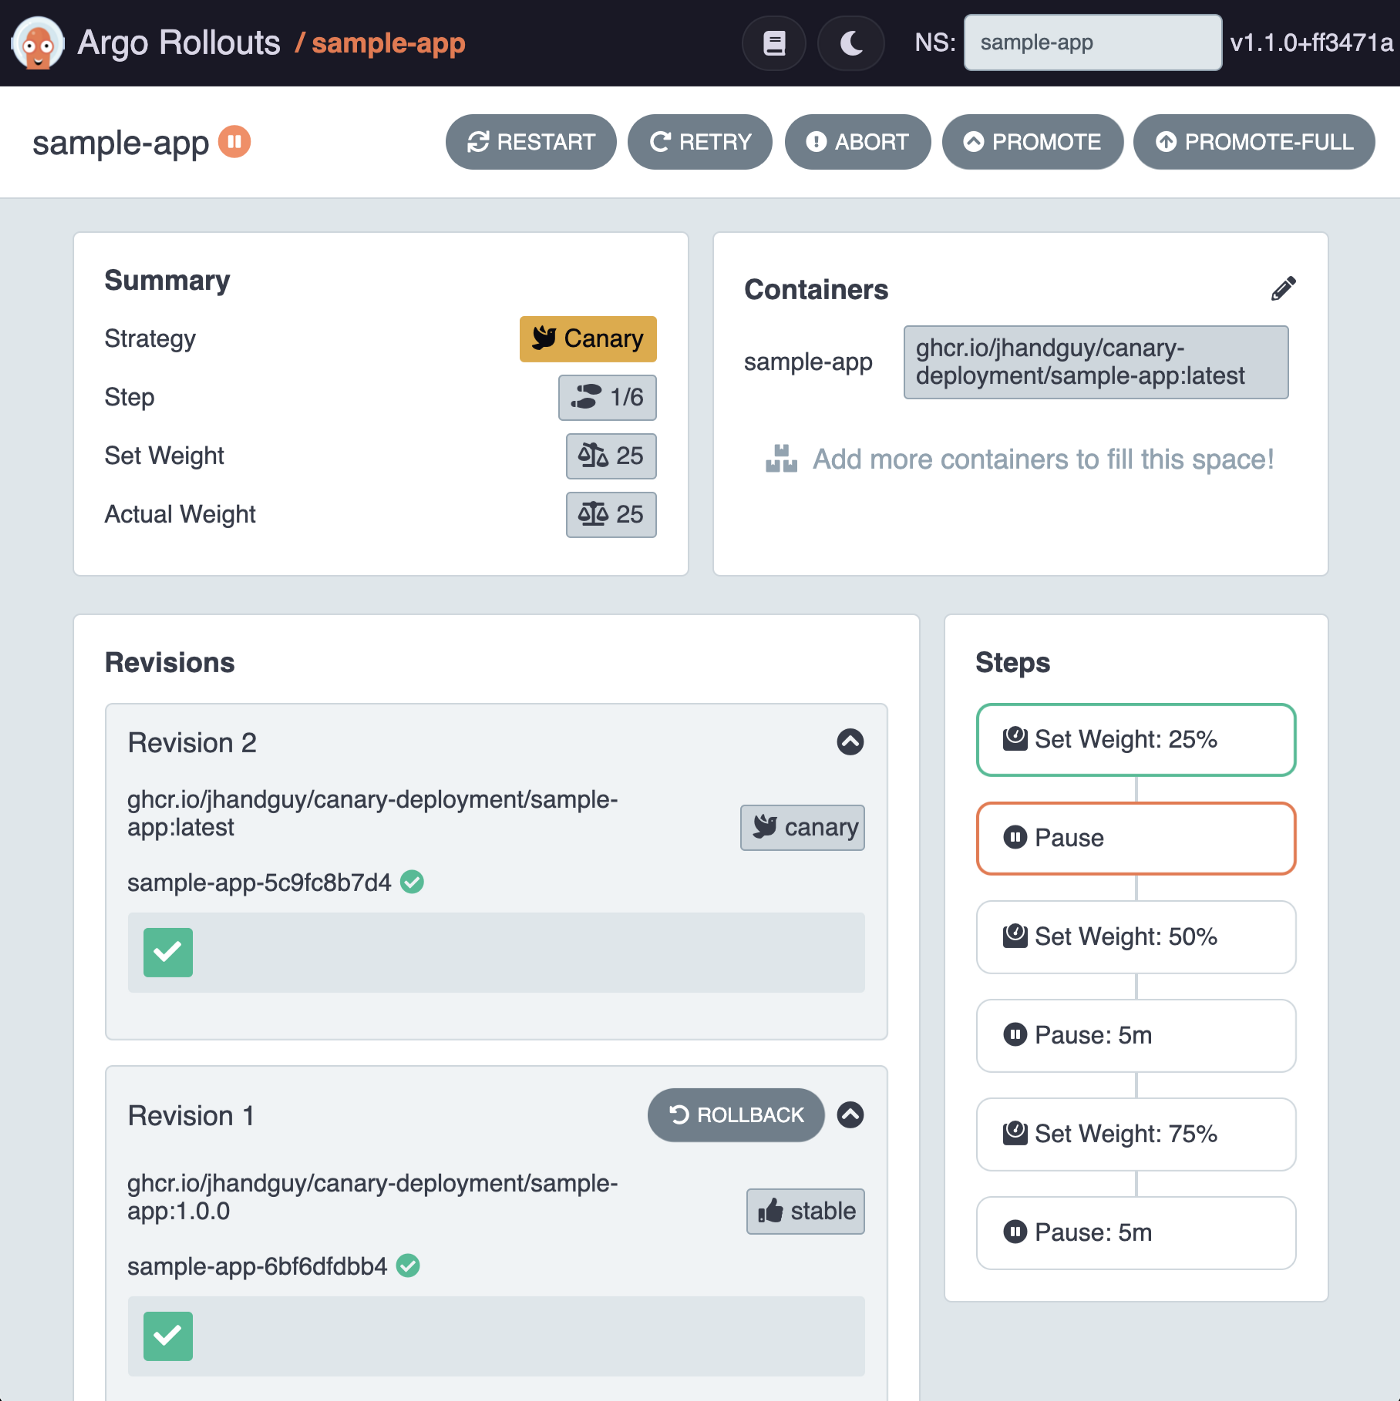 Argo Rollouts / sample-app
NS: sample-app v1.1.0+ff3471a
sample-app
RESTART
RETRY
ABORT
PROMOTE
PROMOTE-FULL
Summary
Strategy Canary
Step 1/6
Set Weight 25
Actual Weight 25
Containers
sample-app
ghcr.io/jhandguy/canary-
deployment/sample-app:latest
Add more containers to fill this space!
Revisions
Revision 2
ghcr.io/jhandguy/canary-deployment/sample-
app:latest
canary
sample-app-5c9fc8b7d4
Revision 1
ROLLBACK
ghcr.io/jhandguy/canary-deployment/sample-
app:1.0.0
stable
sample-app-6bf6dfdbb4
Steps
Set Weight: 25%
Pause
Set Weight: 50%
Pause: 5m
Set Weight: 75%
Pause: 5m